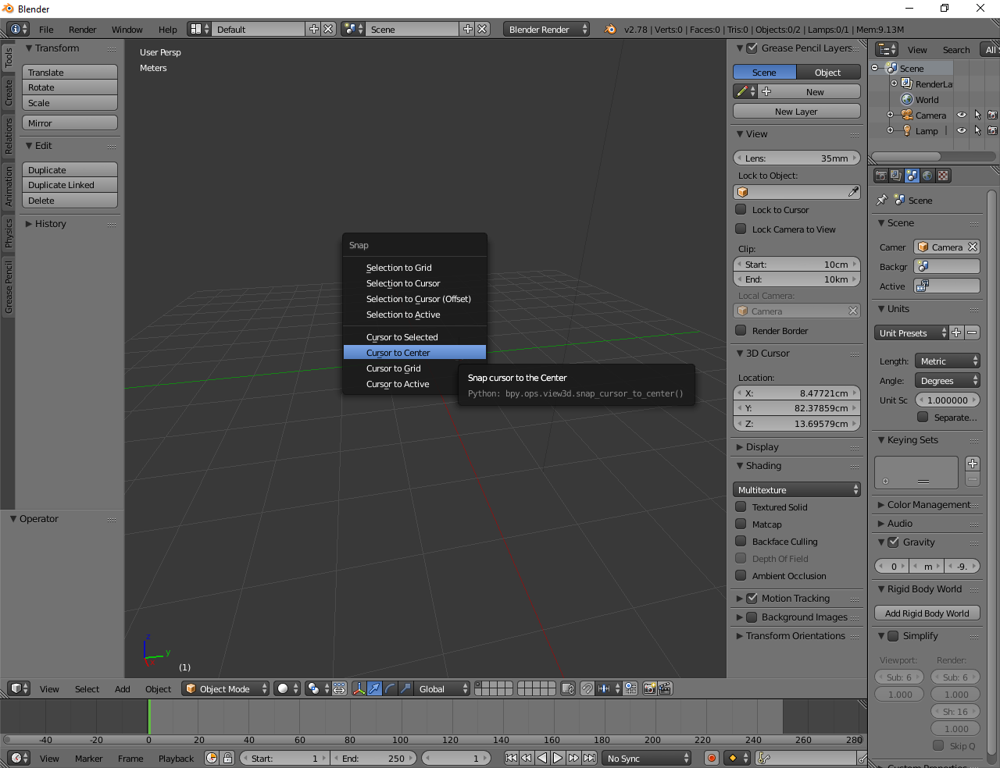 Blender
File Render Window Help Default Scene Blender Render v2.78 | Verts:0 | Faces:0 | Tris:0 | Objects:0/2 | Lamps:0/1 | Mem:9.13M
Tools
Create
Relations
Animation
Physics
Grease Pencil
Transform
Translate
Rotate
Scale
Mirror
Edit
Duplicate
Duplicate Linked
Delete
History
Operator
User Persp
Meters
Snap
Selection to Grid
Selection to Cursor
Selection to Cursor (Offset)
Selection to Active
Cursor to Selected
Cursor to Center
Cursor to Grid
Cursor to Active
Snap cursor to the Center
Python: bpy.ops.view3d.snap_cursor_to_center()
z
y
(1)
Grease Pencil Layers
Scene Object
New
New Layer
View
Lens: 35mm
Lock to Object:
Lock to Cursor
Lock Camera to View
Clip:
Start: 10cm
End: 10km
Local Camera:
Camera
Render Border
3D Cursor
Location:
X: 8.47721cm
Y: 82.37859cm
Z: 13.69579cm
Display
Shading
Multitexture
Textured Solid
Matcap
Backface Culling
Depth Of Field
Ambient Occlusion
Motion Tracking
Background Images
Transform Orientations
View Search All
Scene
RenderLa
World
Camera
Lamp
Scene
Scene
Camer Camera
Backgr
Active
Units
Unit Presets
Length: Metric
Angle: Degrees
Unit Sc 1.000000
Separate...
Keying Sets
Color Management
Audio
Gravity
0 m -9.
Rigid Body World
Add Rigid Body World
Simplify
Viewport: Render:
Sub: 6 Sub: 6
1.000 1.000
Sh: 16
1.000
Skip Q
Custom Properties
View Select Add Object Object Mode Global
-40 -20 0 20 40 60 80 100 120 140 160 180 200 220 240 260 280
View Marker Frame Playback Start: 1 End: 250 1 No Sync